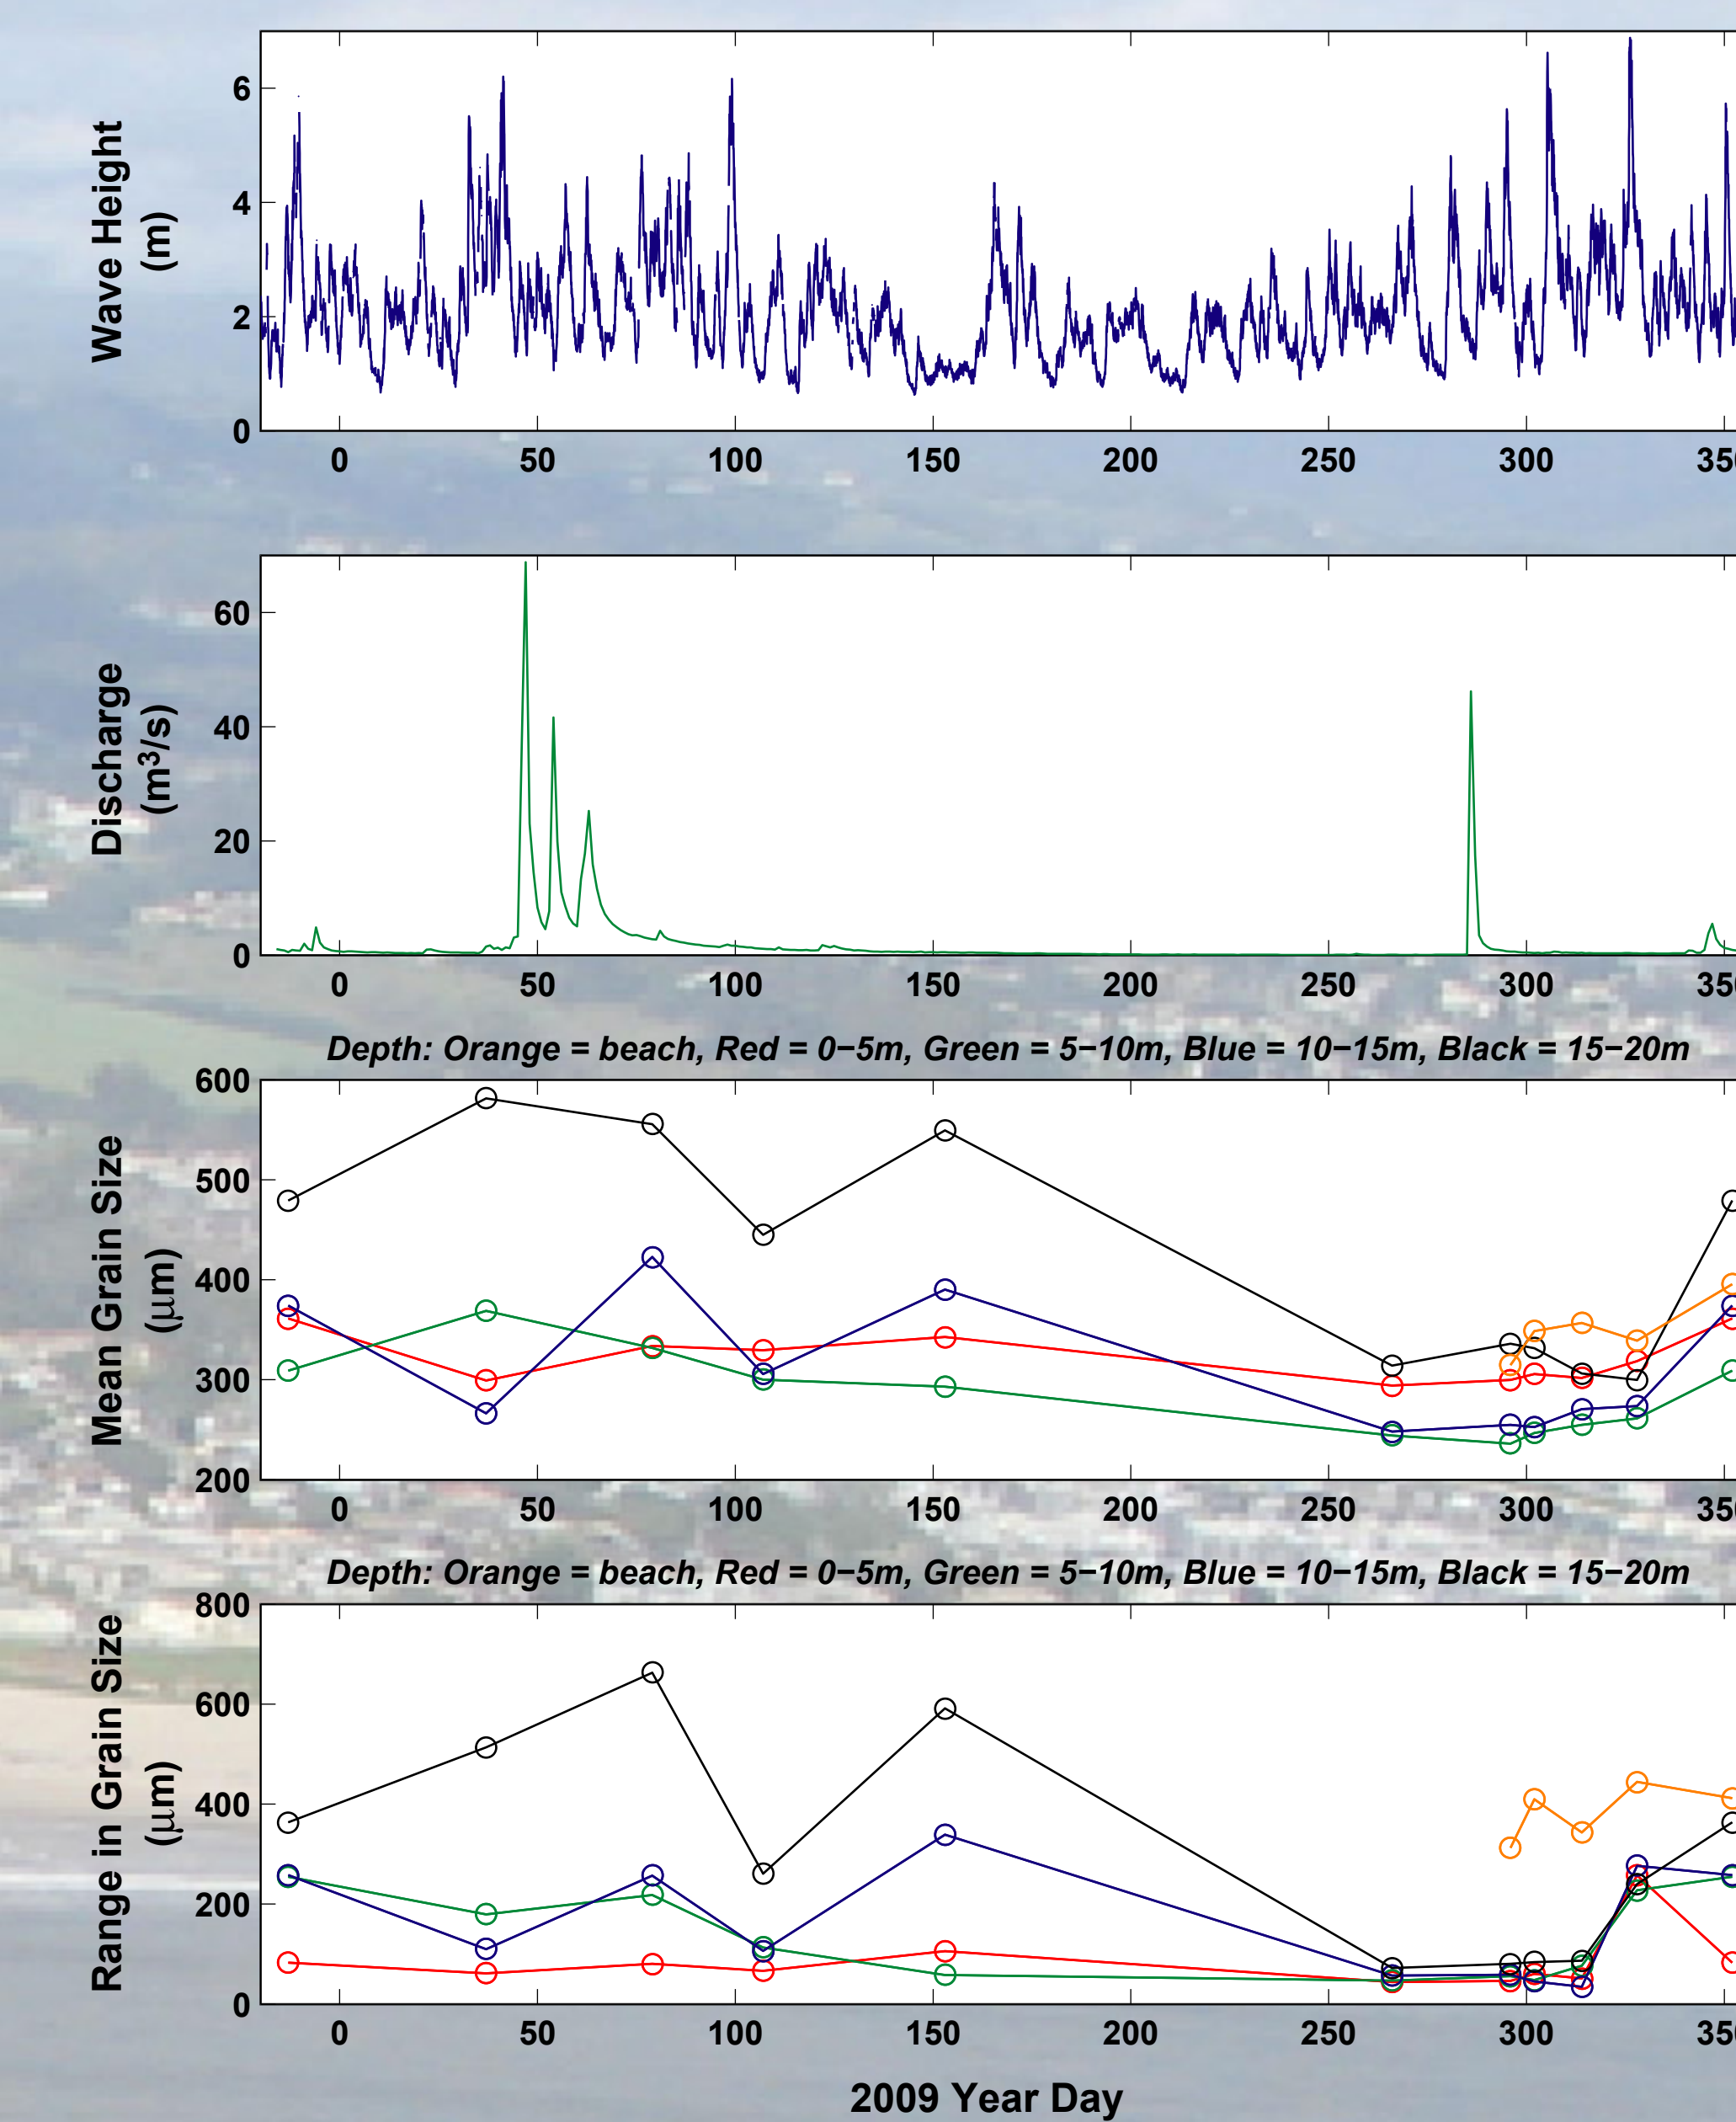 Wave Height
(m)
6
4
2
0
0 50 100 150 200 250 300 350
Discharge
(m³/s)
60
40
20
0
0 50 100 150 200 250 300 350
Depth: Orange = beach, Red = 0−5m, Green = 5−10m, Blue = 10−15m, Black = 15−20m
Mean Grain Size
(μm)
600
500
400
300
200
0 50 100 150 200 250 300 350
Depth: Orange = beach, Red = 0−5m, Green = 5−10m, Blue = 10−15m, Black = 15−20m
Range in Grain Size
(μm)
800
600
400
200
0
0 50 100 150 200 250 300 350
2009 Year Day